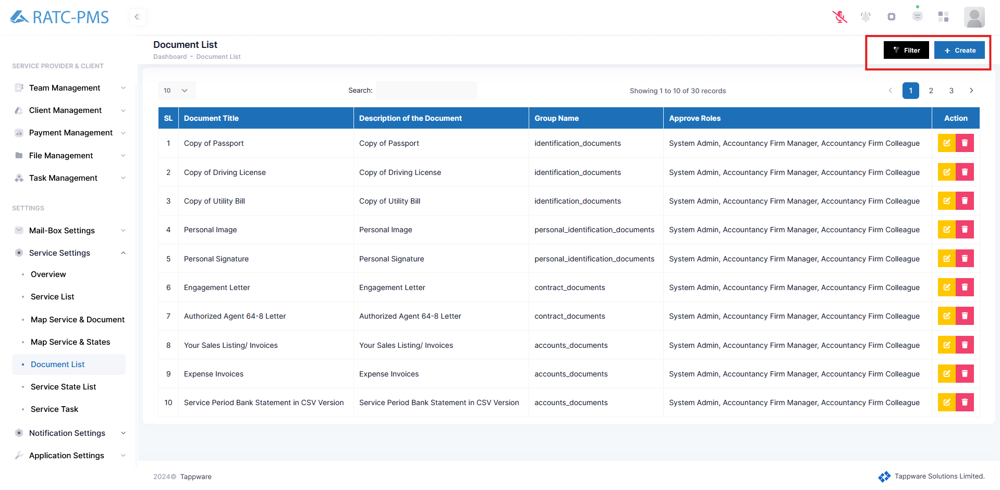 RATC-PMS
Document List
Dashboard - Document List
Filter
+ Create
SERVICE PROVIDER & CLIENT
Team Management
Client Management
Payment Management
File Management
Task Management
SETTINGS
Mail-Box Settings
Service Settings
Overview
Service List
Map Service & Document
Map Service & States
Document List
Service State List
Service Task
Notification Settings
Application Settings
10
Search:
Showing 1 to 10 of 30 records
1 2 3
SL Document Title Description of the Document Group Name Approve Roles Action
1 Copy of Passport Copy of Passport identification_documents System Admin, Accountancy Firm Manager, Accountancy Firm Colleague
2 Copy of Driving License Copy of Driving License identification_documents System Admin, Accountancy Firm Manager, Accountancy Firm Colleague
3 Copy of Utility Bill Copy of Utility Bill identification_documents System Admin, Accountancy Firm Manager, Accountancy Firm Colleague
4 Personal Image Personal Image personal_identification_documents System Admin, Accountancy Firm Manager, Accountancy Firm Colleague
5 Personal Signature Personal Signature personal_identification_documents System Admin, Accountancy Firm Manager, Accountancy Firm Colleague
6 Engagement Letter Engagement Letter contract_documents System Admin, Accountancy Firm Manager, Accountancy Firm Colleague
7 Authorized Agent 64-8 Letter Authorized Agent 64-8 Letter contract_documents System Admin, Accountancy Firm Manager, Accountancy Firm Colleague
8 Your Sales Listing/ Invoices Your Sales Listing/ Invoices accounts_documents System Admin, Accountancy Firm Manager, Accountancy Firm Colleague
9 Expense Invoices Expense Invoices accounts_documents System Admin, Accountancy Firm Manager, Accountancy Firm Colleague
10 Service Period Bank Statement in CSV Version Service Period Bank Statement in CSV Version accounts_documents System Admin, Accountancy Firm Manager, Accountancy Firm Colleague
2024© Tappware
Tappware Solutions Limited.